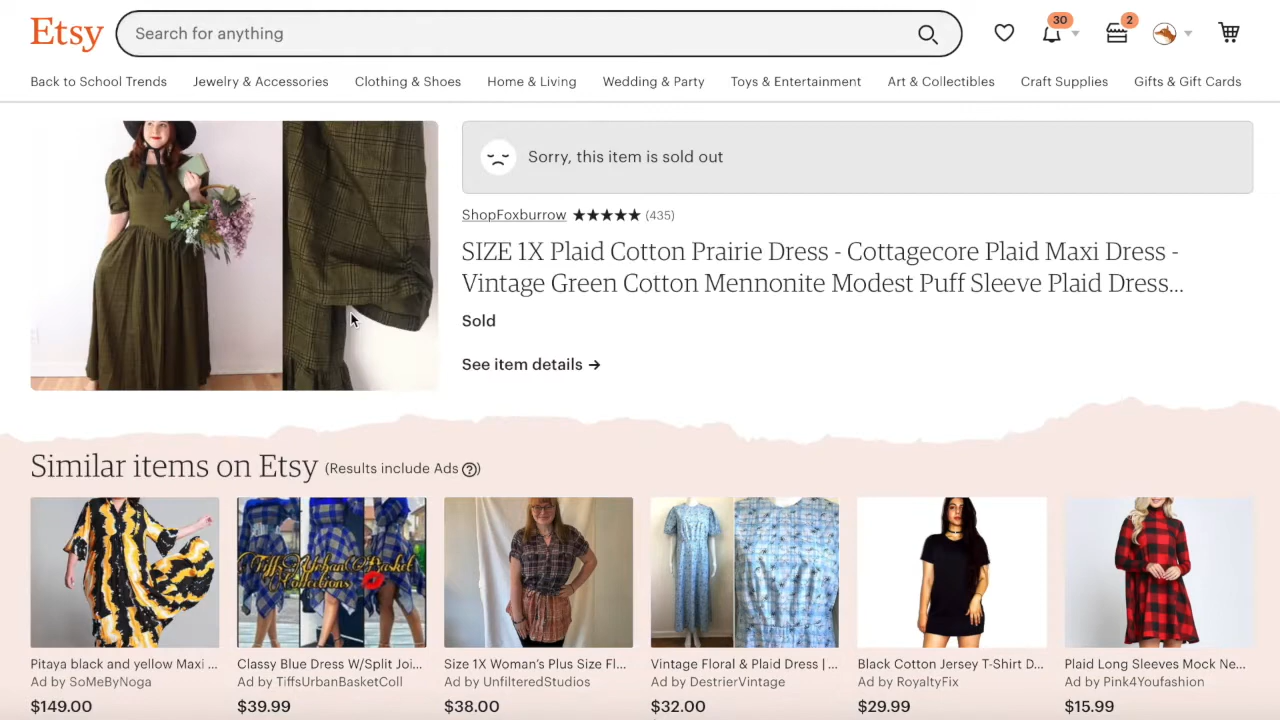 Etsy
Search for anything
30
2
Back to School Trends
Jewelry & Accessories
Clothing & Shoes
Home & Living
Wedding & Party
Toys & Entertainment
Art & Collectibles
Craft Supplies
Gifts & Gift Cards
Sorry, this item is sold out
ShopFoxburrow ★★★★★ (435)
SIZE 1X Plaid Cotton Prairie Dress - Cottagecore Plaid Maxi Dress -
Vintage Green Cotton Mennonite Modest Puff Sleeve Plaid Dress...
Sold
See item details →
Similar items on Etsy (Results include Ads ?)
Tiffs Urban Basket
Collections
Pitaya black and yellow Maxi ...
Ad by SoMeByNoga
$149.00
Classy Blue Dress W/Split Joi...
Ad by TiffsUrbanBasketColl
$39.99
Size 1X Woman's Plus Size Fl...
Ad by UnfilteredStudios
$38.00
Vintage Floral & Plaid Dress | ...
Ad by DestrierVintage
$32.00
Black Cotton Jersey T-Shirt D...
Ad by RoyaltyFix
$29.99
Plaid Long Sleeves Mock Ne...
Ad by Pink4Youfashion
$15.99